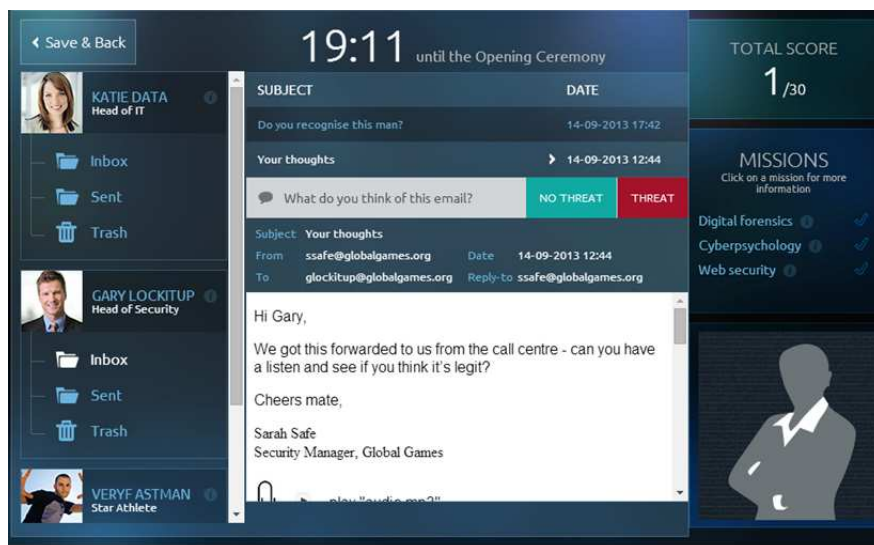 Save & Back
19:11 until the Opening Ceremony
TOTAL SCORE
1/30
KATIE DATA
Head of IT
Inbox
Sent
Trash
GARY LOCKITUP
Head of Security
Inbox
Sent
Trash
VERYF ASTMAN
Star Athlete
SUBJECT DATE
Do you recognise this man? 14-09-2013 17:42
Your thoughts 14-09-2013 12:44
What do you think of this email? NO THREAT THREAT
Subject Your thoughts
From ssafe@globalgames.org Date 14-09-2013 12:44
To glockitup@globalgames.org Reply-to ssafe@globalgames.org
Hi Gary,
We got this forwarded to us from the call centre - can you have
a listen and see if you think it's legit?
Cheers mate,
Sarah Safe
Security Manager, Global Games
play "audio.mp3"
MISSIONS
Click on a mission for more
information
Digital forensics
Cyberpsychology
Web security